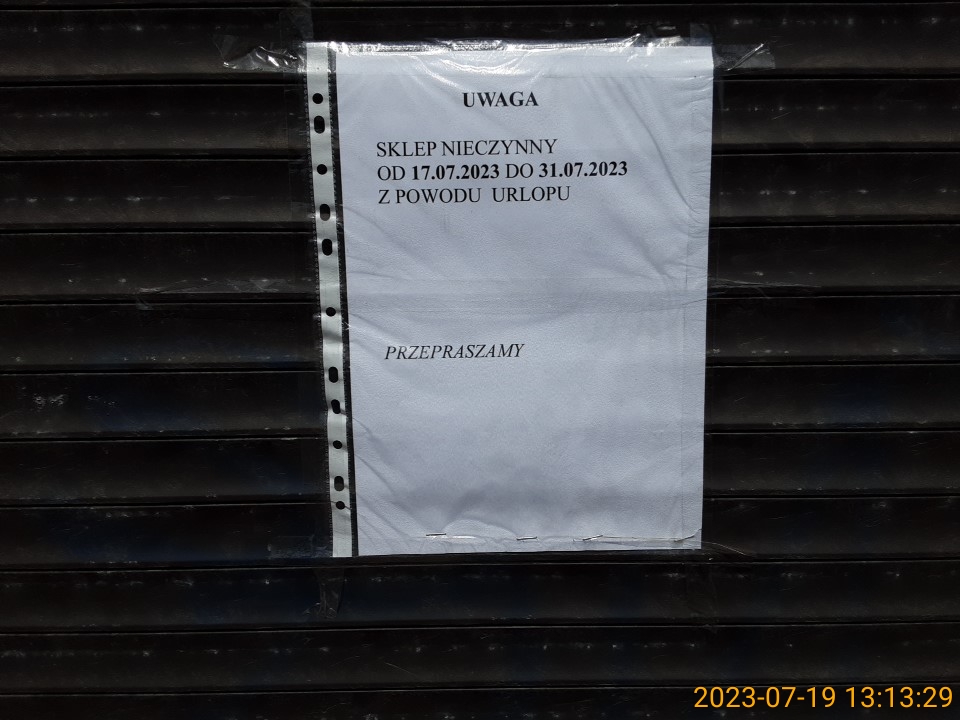 UWAGA
SKLEP NIECZYNNY
OD 17.07.2023 DO 31.07.2023
Z POWODU URLOPU
PRZEPRASZAMY
2023-07-19 13:13:29